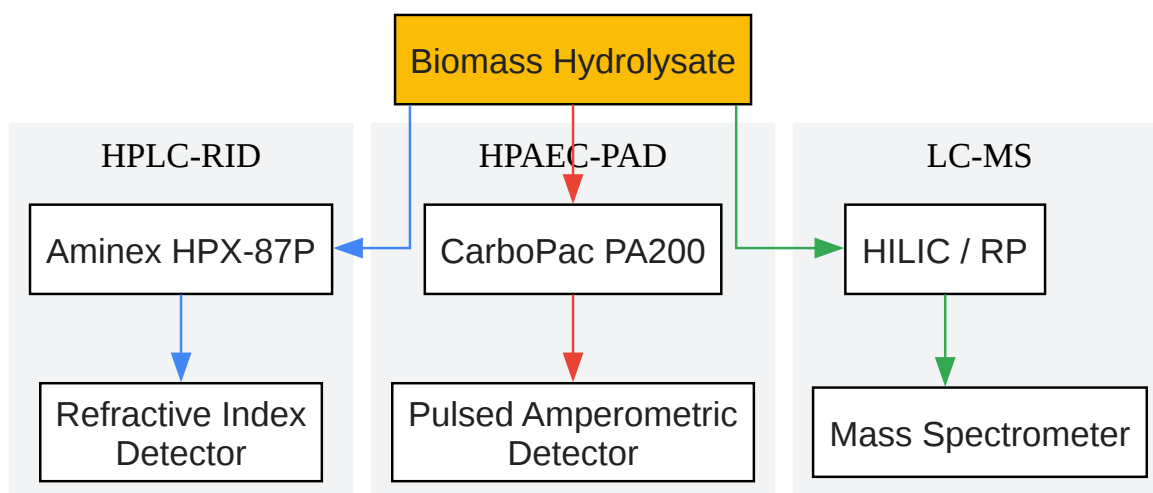 Biomass Hydrolysate
HPLC-RID
HPAEC-PAD
LC-MS
Aminex HPX-87P
CarboPac PA200
HILIC / RP
Refractive Index
Detector
Pulsed Amperometric
Detector
Mass Spectrometer